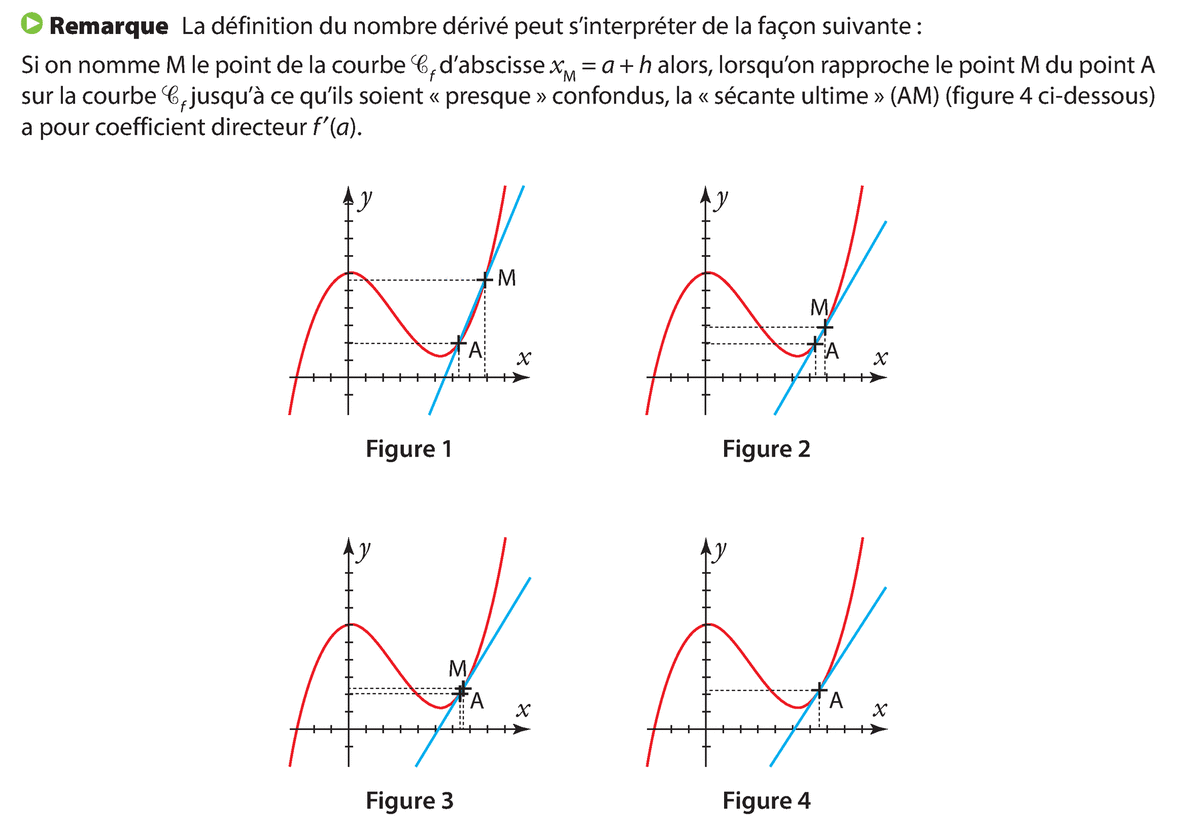 Remarque La définition du nombre dérivé peut s’interpréter de la façon suivante :
Si on nomme M le point de la courbe 𝒞f d’abscisse xM = a + h alors, lorsqu’on rapproche le point M du point A
sur la courbe 𝒞f jusqu’à ce qu’ils soient « presque » confondus, la « sécante ultime » (AM) (figure 4 ci-dessous)
a pour coefficient directeur f’(a).
y
M
A
x
Figure 1
y
M
A
x
Figure 2
y
M
A
x
Figure 3
y
A
x
Figure 4